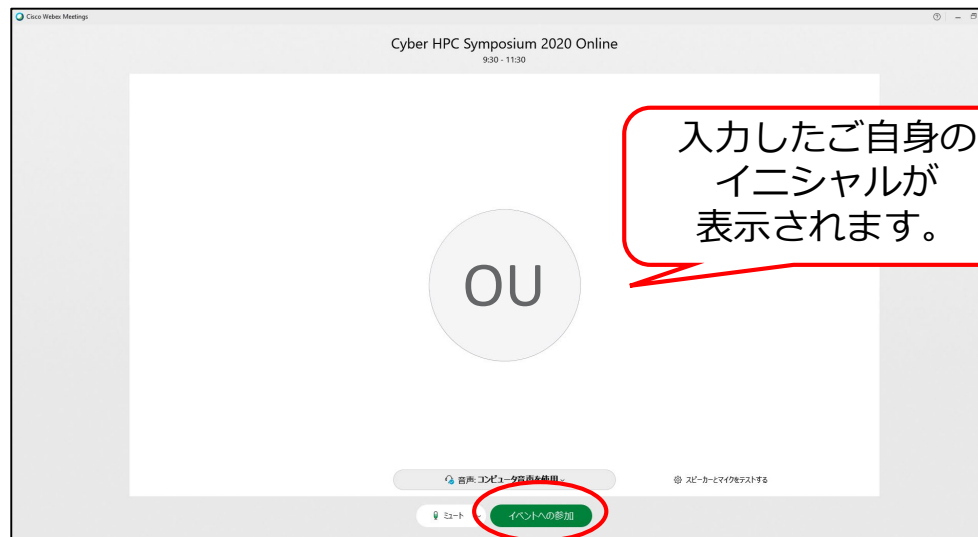 Cisco Webex Meetings
Cyber HPC Symposium 2020 Online
9:30 - 11:30
入力したご自身の
イニシャルが
表示されます。
OU
音声: コンピュータ音声を使用
スピーカーとマイクをテストする
ミュート
イベントへの参加